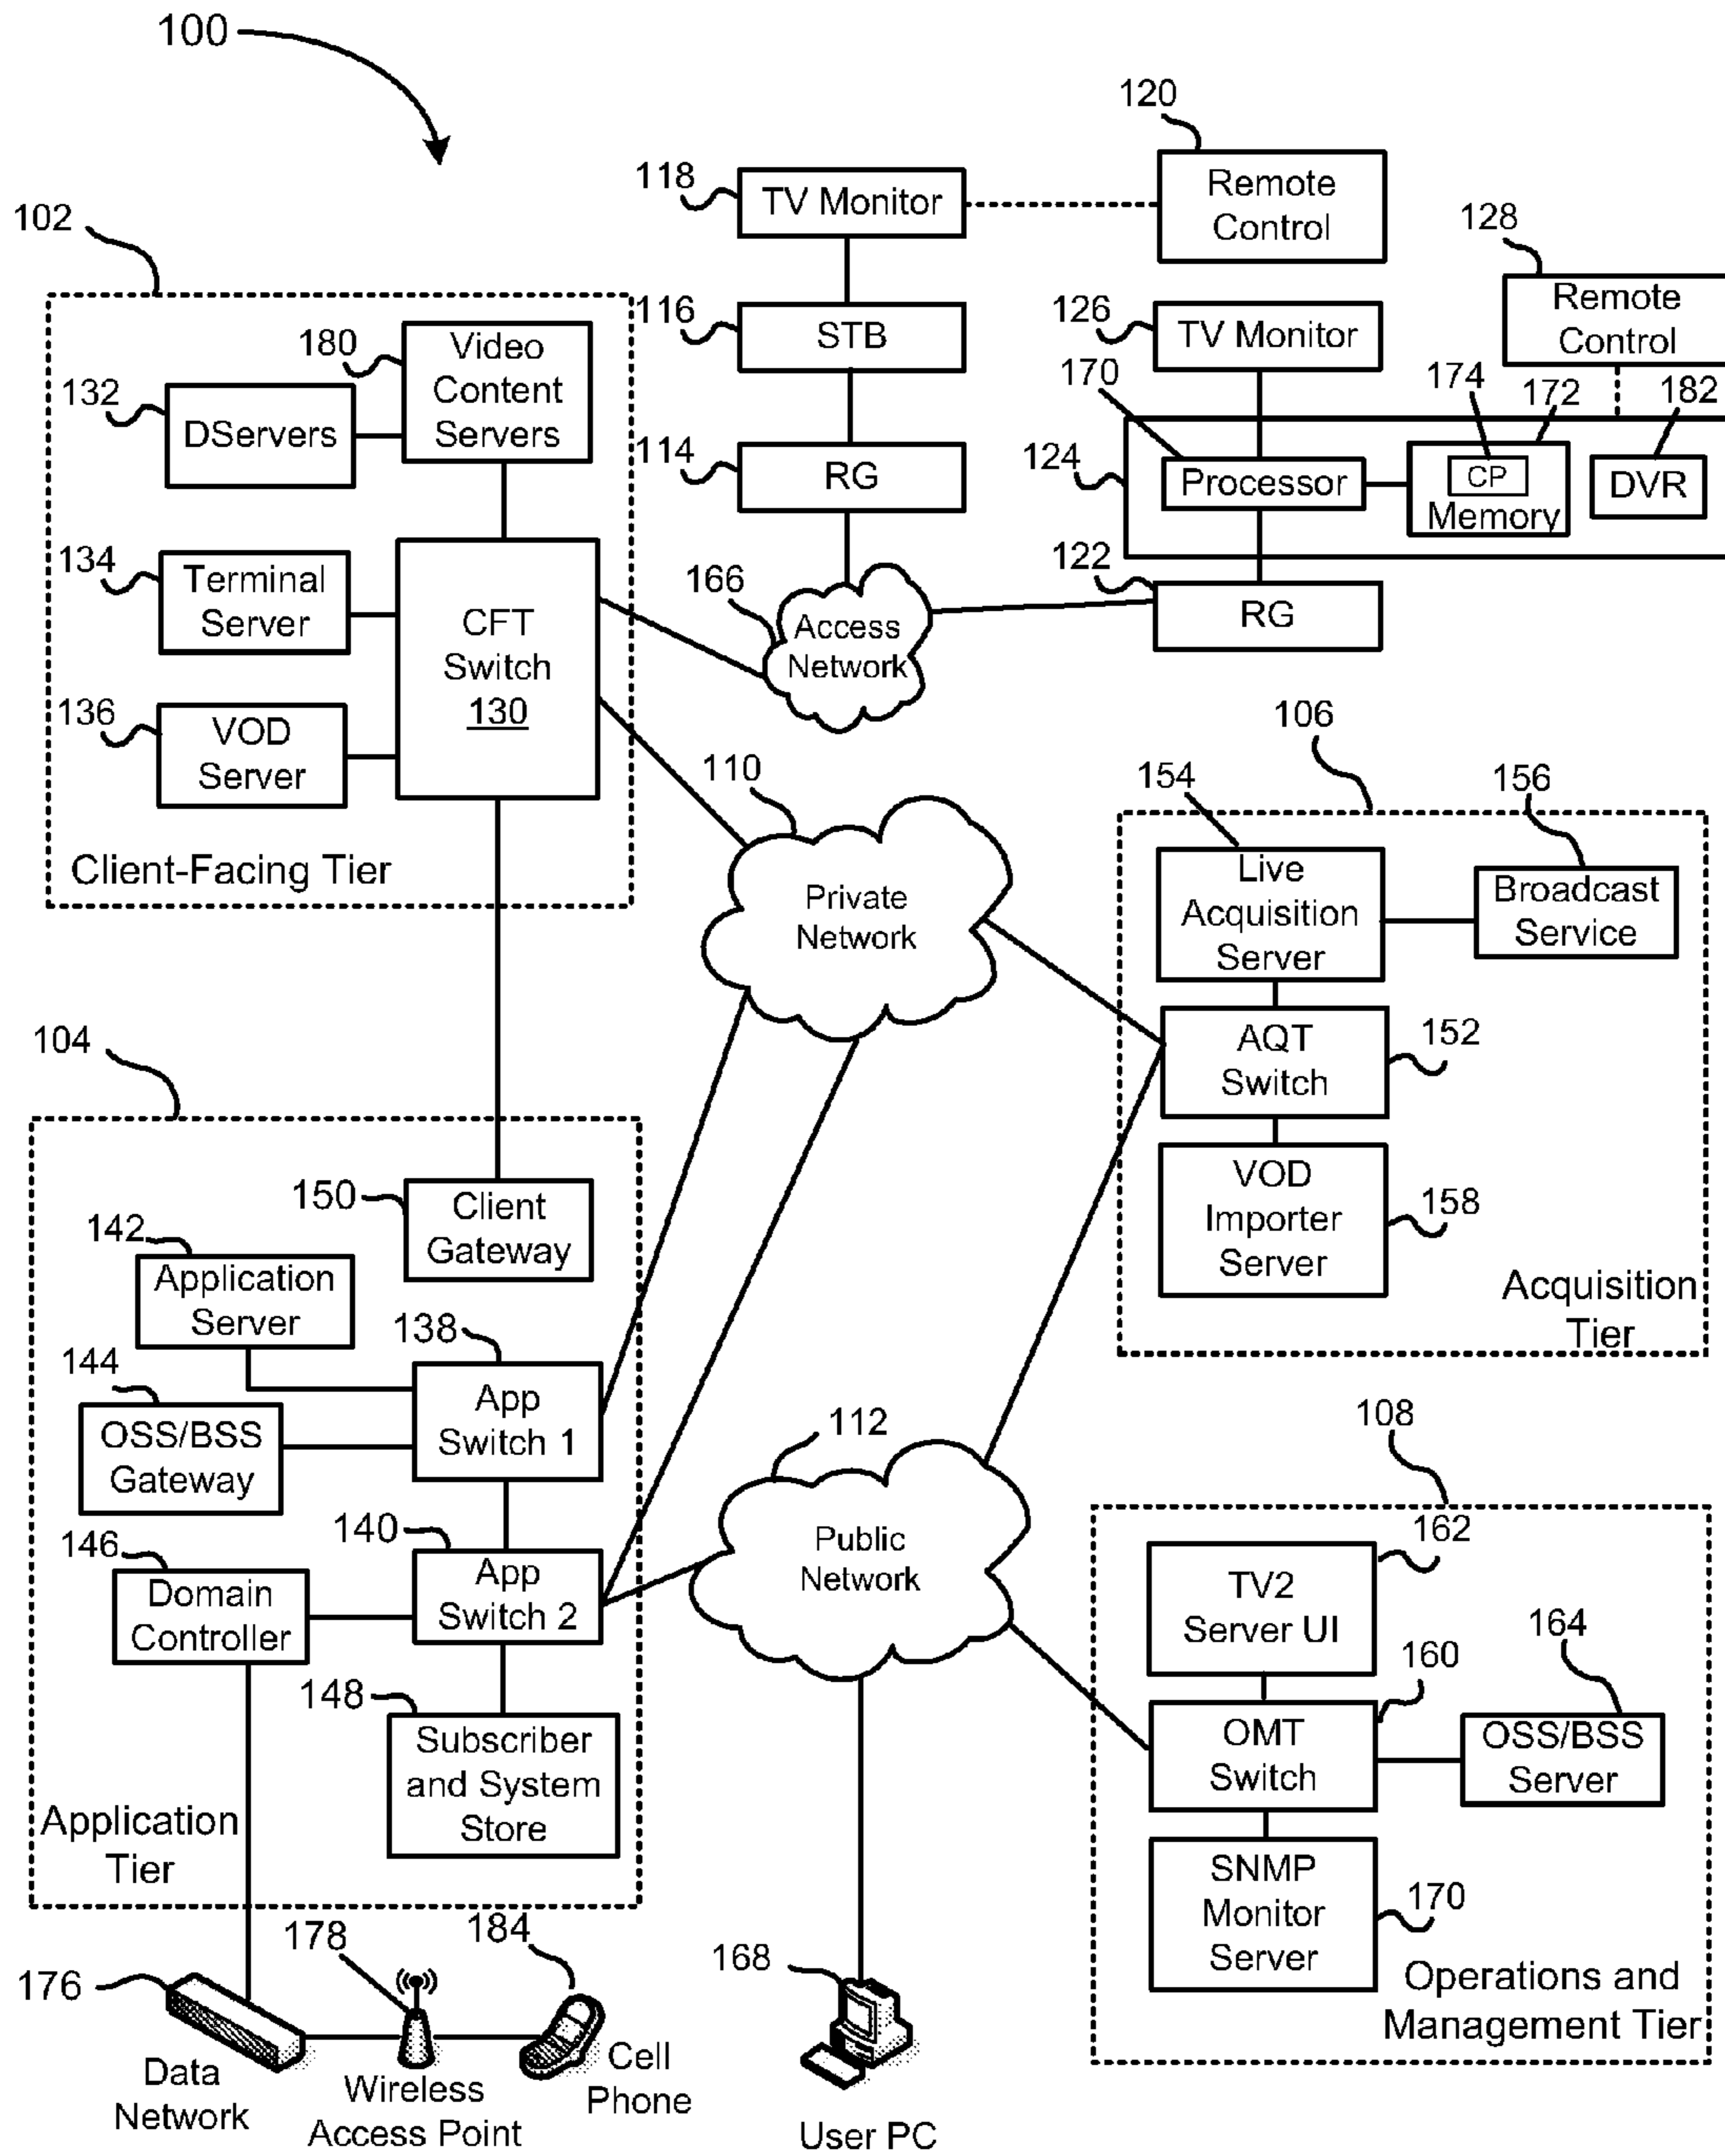 100
120
118
TV Monitor
Remote
Control
102
128
Remote
Control
116
STB
126
TV Monitor
180
Video
Content
Servers
170
174
172
182
132
DServers
114
RG
124
Processor
CP
Memory
DVR
134
Terminal
Server
CFT
Switch
130
166
Access
Network
122
RG
136
VOD
Server
Client-Facing Tier
110
Private
Network
106
154
156
Live
Acquisition
Server
Broadcast
Service
AQT
Switch
152
VOD
Importer
Server
158
Acquisition
Tier
104
150
Client
Gateway
142
Application
Server
138
App
Switch 1
144
OSS/BSS
Gateway
140
App
Switch 2
146
Domain
Controller
148
Subscriber
and System
Store
Application
Tier
112
Public
Network
108
162
TV2
Server UI
160
164
OMT
Switch
OSS/BSS
Server
SNMP
Monitor
Server
170
Operations and
Management Tier
176
178
184
168
Data
Network
Wireless
Access Point
Cell
Phone
User PC